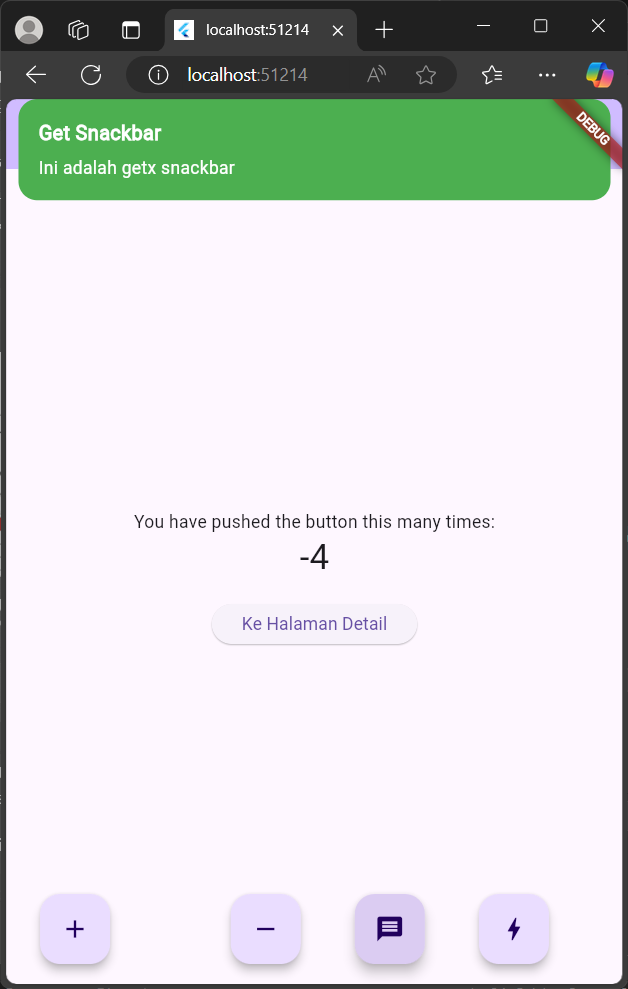 localhost:51214
localhost:51214
Get Snackbar
Ini adalah getx snackbar
DEBUG
You have pushed the button this many times:
-4
Ke Halaman Detail